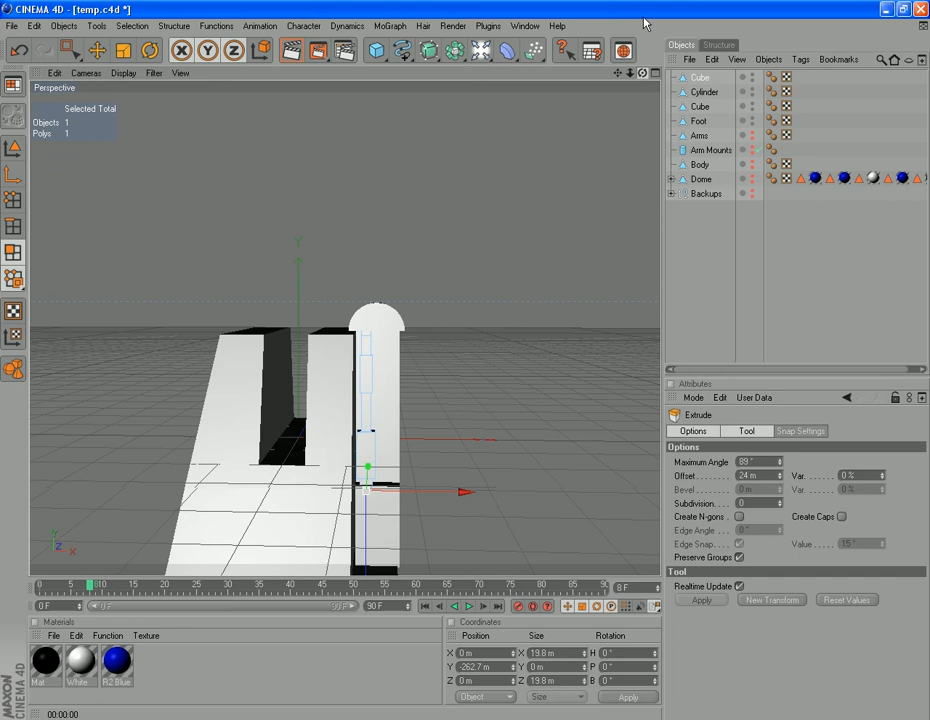 CINEMA 4D - [temp.c4d *]
File Edit Objects Tools Selection Structure Functions Animation Character Dynamics MoGraph Hair Render Plugins Window Help
Objects Structure
File Edit View Objects Tags Bookmarks
Edit Cameras Display Filter View
Perspective
Selected Total
Objects 1
Polys 1
Cube
Cylinder
Cube
Foot
Arms
Arm Mounts
Body
Dome
Backups
Y
Y
Z
X
Attributes
Mode Edit User Data
Extrude
Options Tool Snap Settings
Options
Maximum Angle 89 °
Offset 24 m Var. 0 %
Bevel 0 m Var. 0 %
Subdivision 0
Create N-gons Create Caps
Edge Angle 0 °
Edge Snap Value 15 °
Preserve Groups
Tool
Realtime Update
Apply New Transform Reset Values
0 5 10 15 20 25 30 35 40 45 50 55 60 65 70 75 80 85 90
8 F
0 F 0 F 90 F 90 F
Materials
File Edit Function Texture
Mat White R2 Blue
Coordinates
Position Size Rotation
X 0 m X 19.8 m H 0 °
Y -262.7 m Y 0 m P 0 °
Z 0 m Z 19.8 m B 0 °
Object Size Apply
MAXON CINEMA 4D
00:00:00